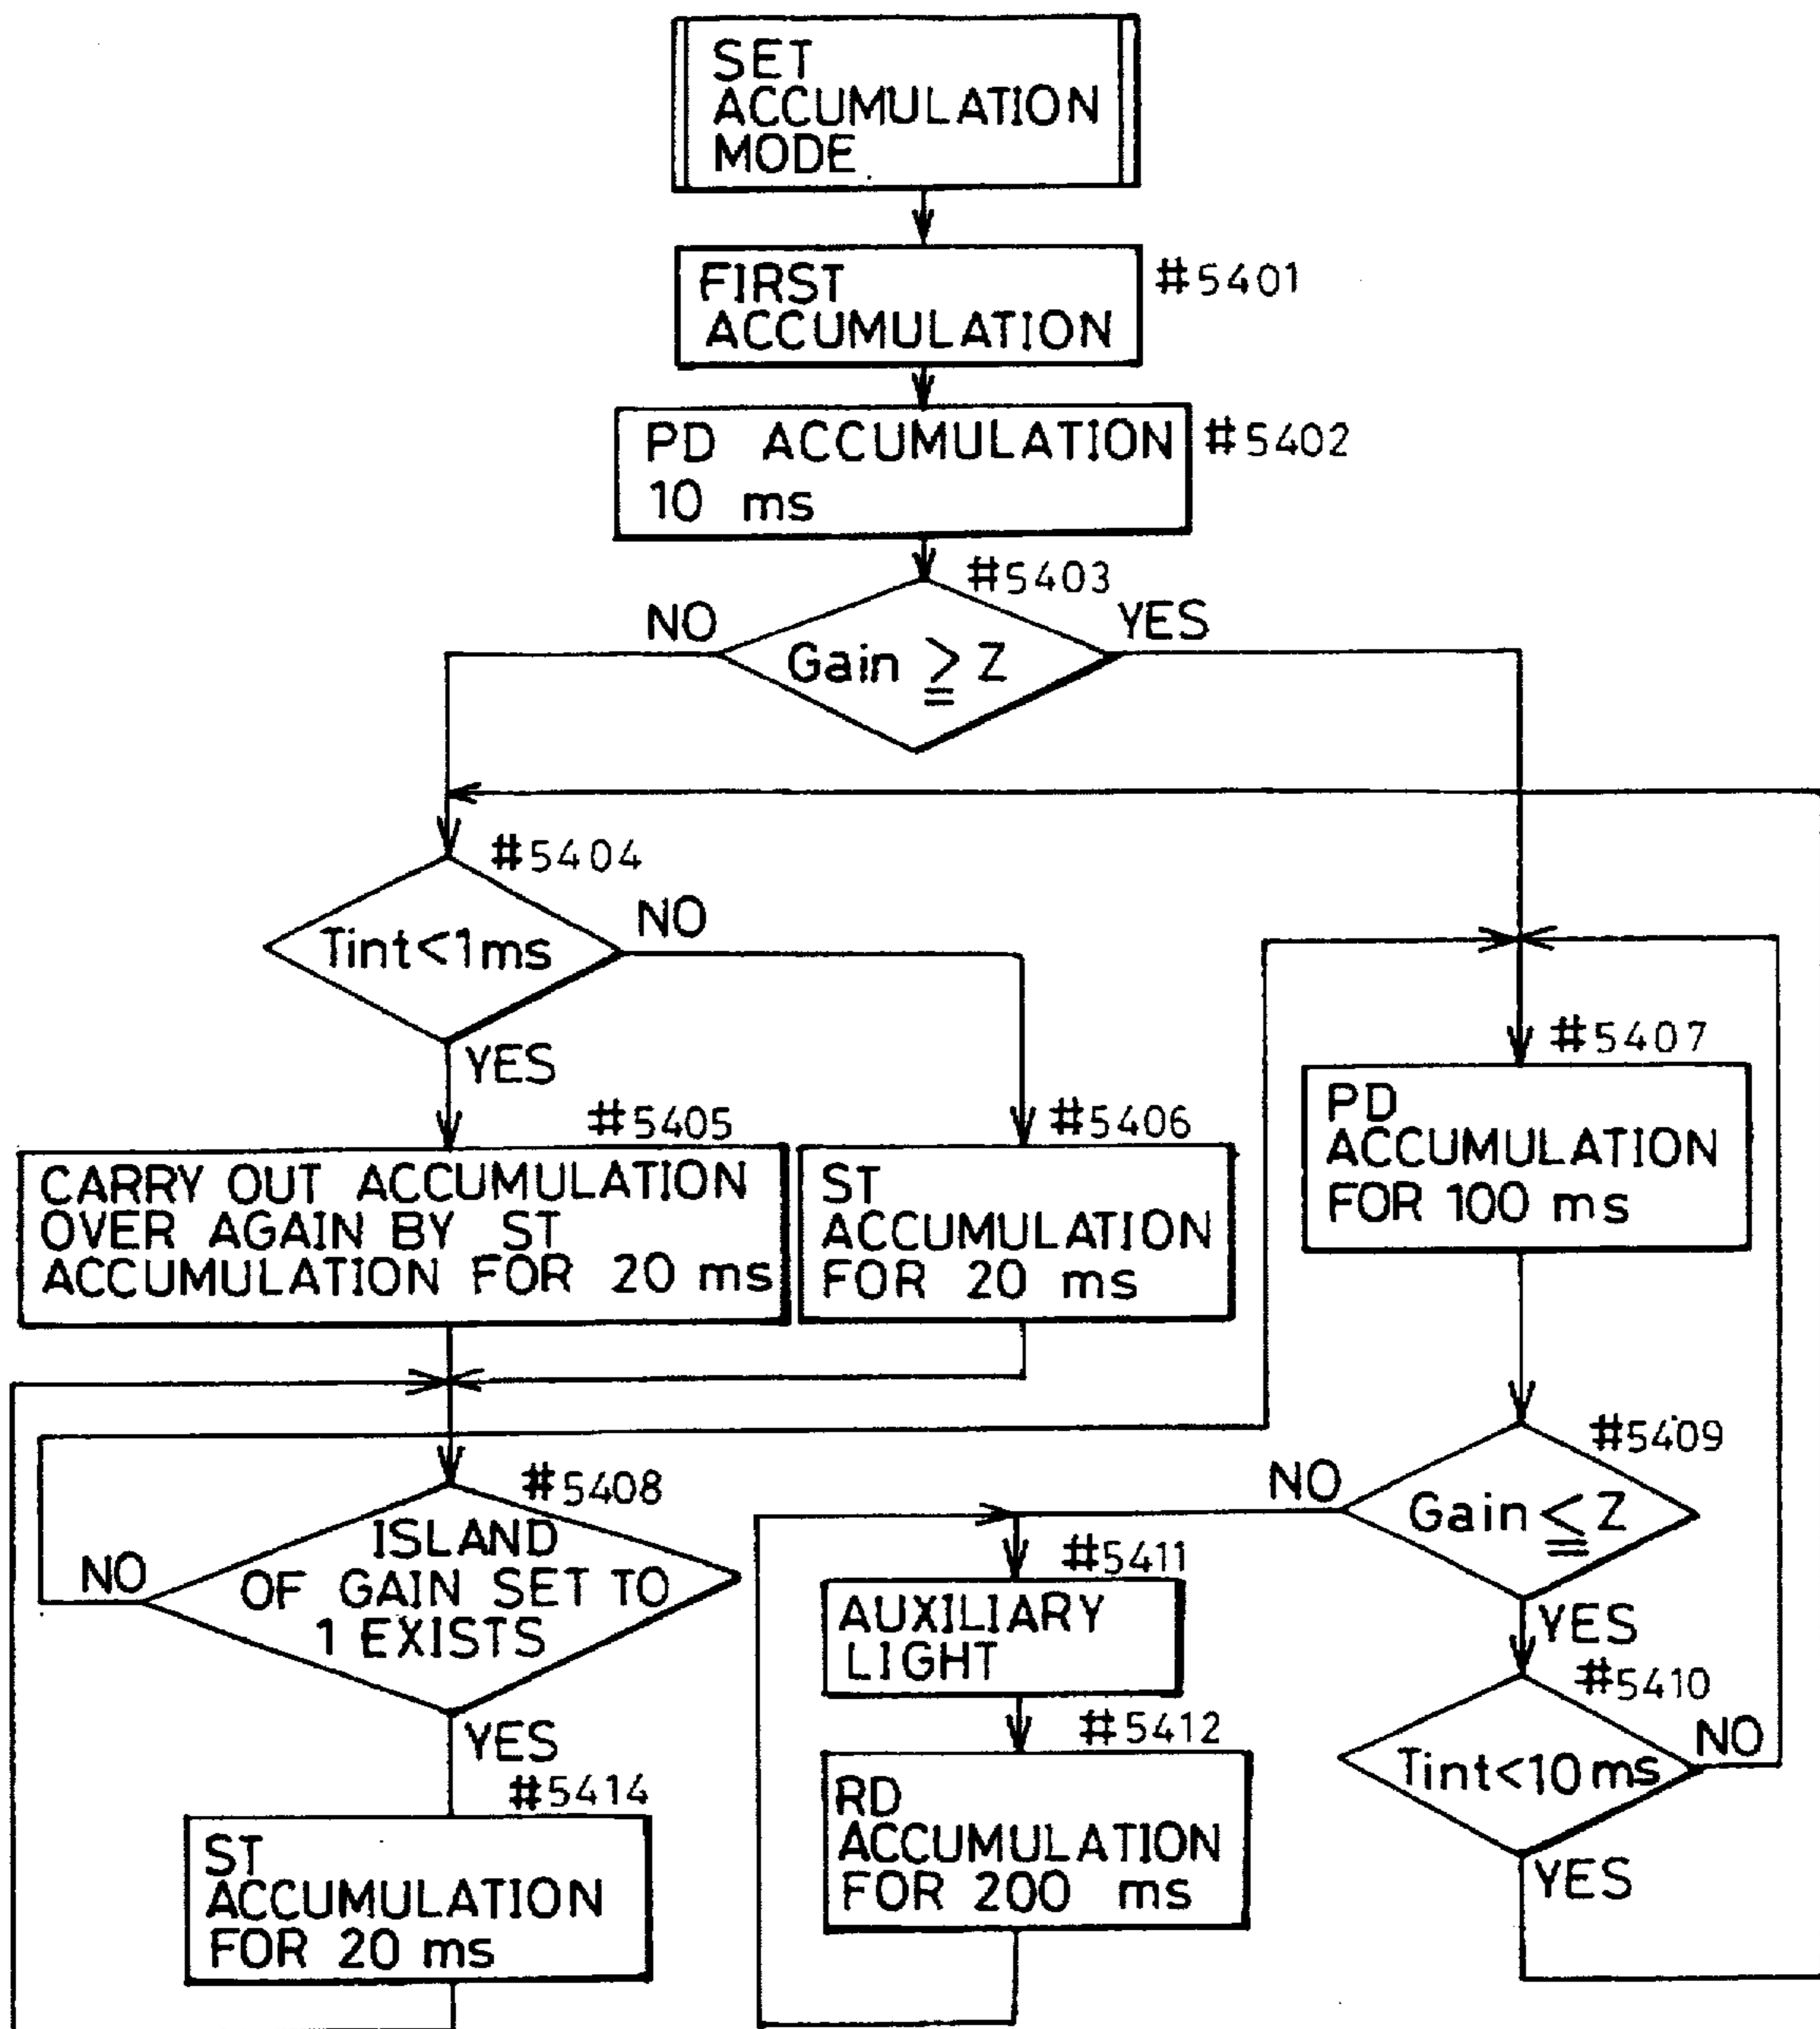 SET
ACCUMULATION
MODE
FIRST
ACCUMULATION
#5401
PD ACCUMULATION
10 ms
#5402
#5403
NO
YES
Gain ≧ Z
#5404
Tint<1ms
NO
YES
#5405
CARRY OUT ACCUMULATION
OVER AGAIN BY ST
ACCUMULATION FOR 20 ms
#5406
ST
ACCUMULATION
FOR 20 ms
#5407
PD
ACCUMULATION
FOR 100 ms
#5408
ISLAND
OF GAIN SET TO
1 EXISTS
NO
YES
#5414
ST
ACCUMULATION
FOR 20 ms
#5409
NO
Gain ≦ Z
YES
#5411
AUXILIARY
LIGHT
#5412
RD
ACCUMULATION
FOR 200 ms
#5410
Tint<10ms
NO
YES